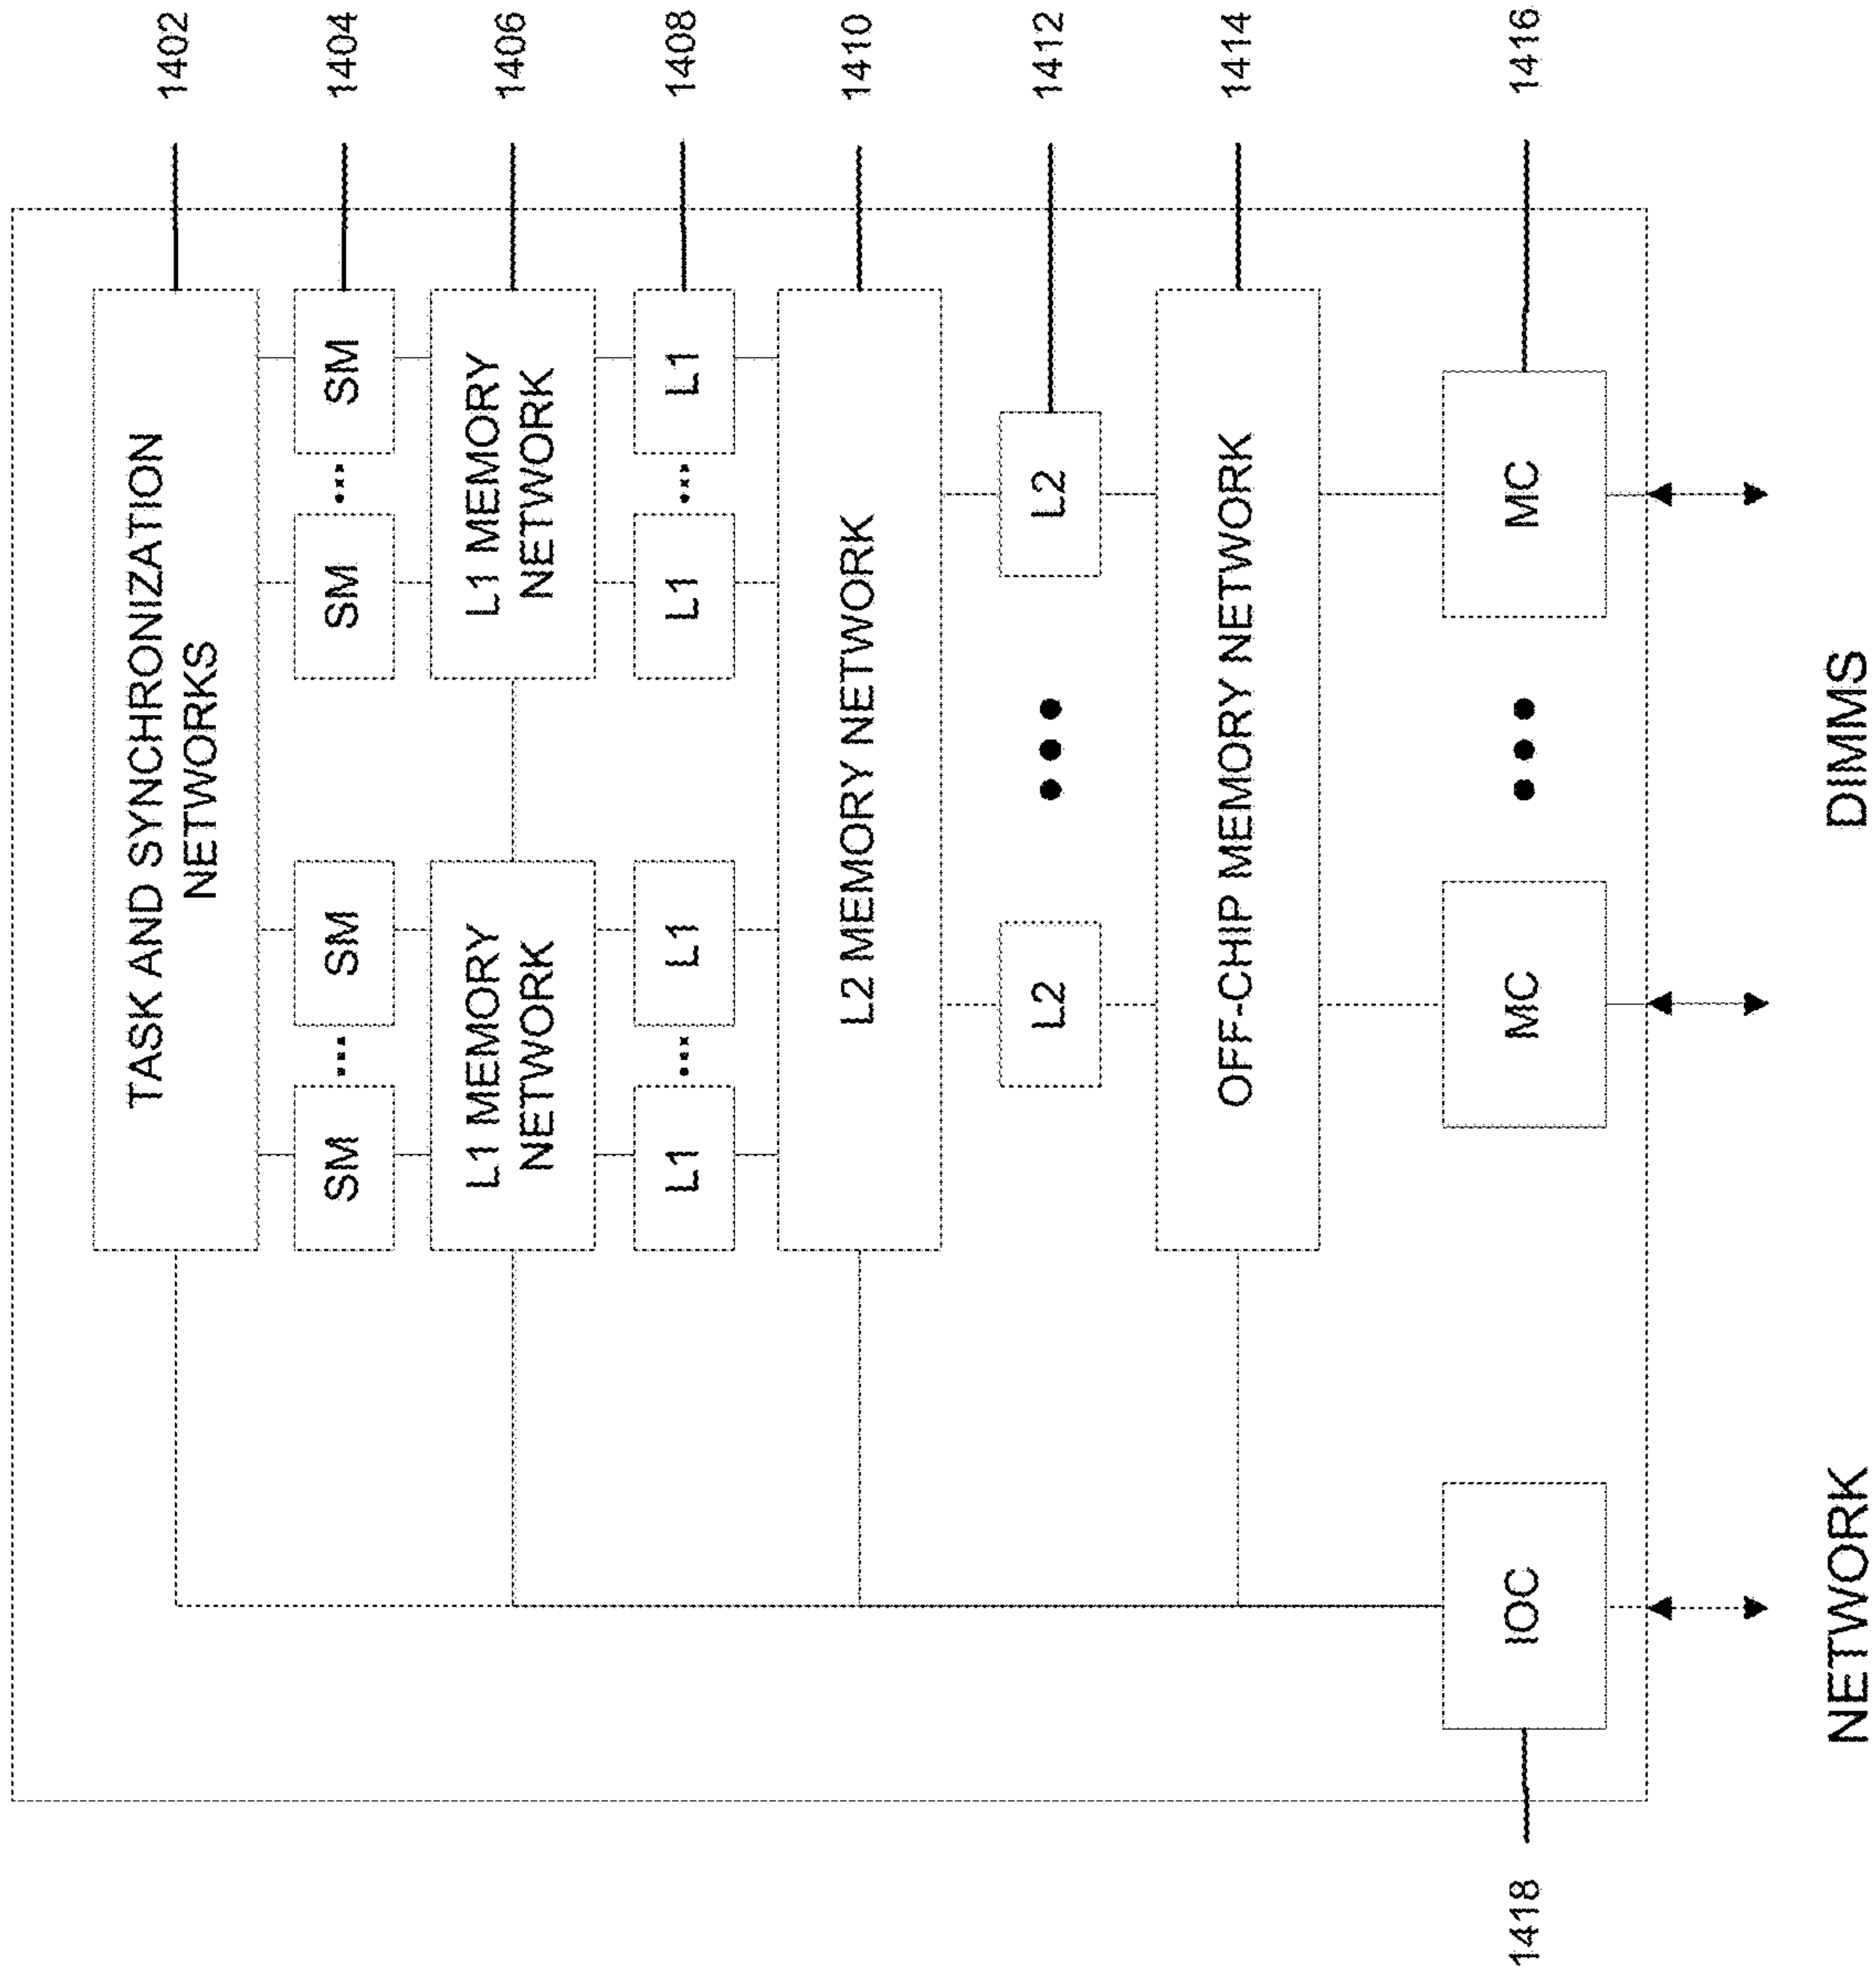 TASK AND SYNCHRONIZATION
NETWORKS
1402
SM
SM
SM
SM
1404
L1 MEMORY
NETWORK
L1 MEMORY
NETWORK
1406
L1
L1
L1
L1
1408
L2 MEMORY NETWORK
1410
L2
L2
1412
OFF-CHIP MEMORY NETWORK
1414
1418
IOC
MC
MC
1416
NETWORK
DIMMS